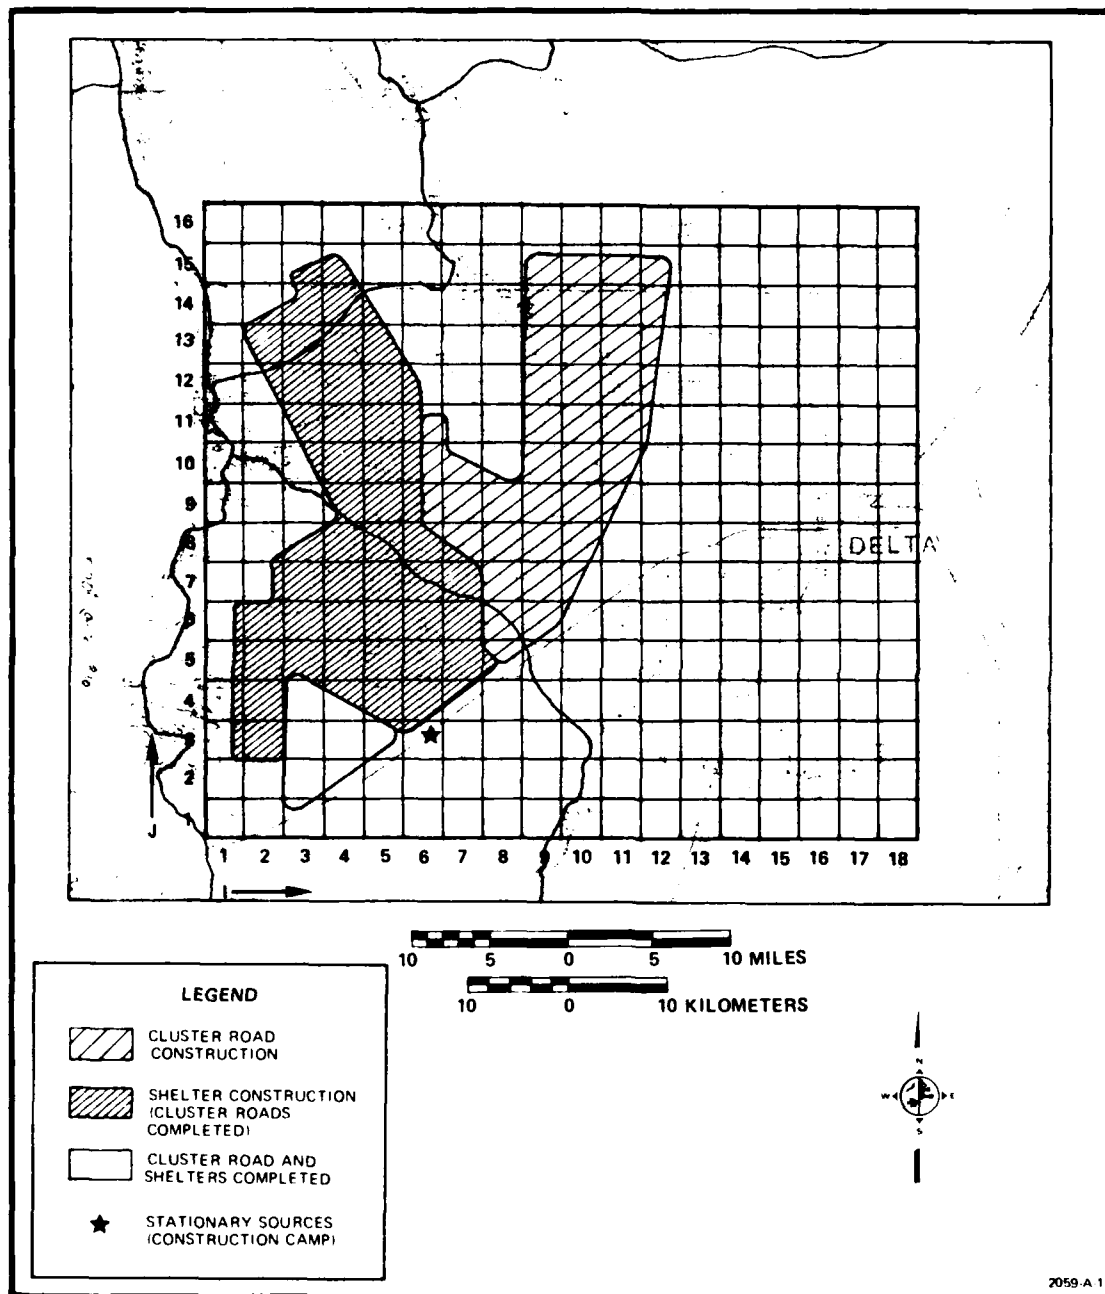 16
15
14
13
12
11
10
9
8
7
6
5
4
3
2
1
DELTA
J
1 2 3 4 5 6 7 8 9 10 11 12 13 14 15 16 17 18
I
10 5 0 5 10 MILES
10 0 10 KILOMETERS
LEGEND
CLUSTER ROAD
CONSTRUCTION
SHELTER CONSTRUCTION
(CLUSTER ROADS
COMPLETED)
CLUSTER ROAD AND
SHELTERS COMPLETED
STATIONARY SOURCES
(CONSTRUCTION CAMP)
N
W E
S
2059-A-1